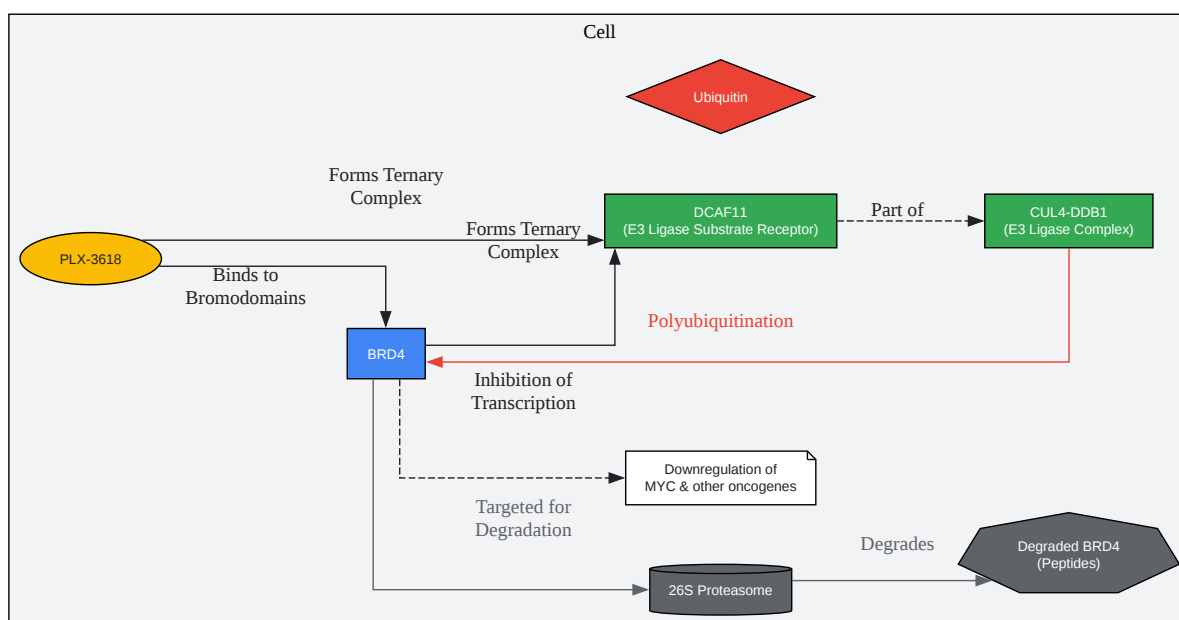 Cell
Ubiquitin
Forms Ternary
Complex
DCAF11
(E3 Ligase Substrate Receptor)
Part of
CUL4-DDB1
(E3 Ligase Complex)
Forms Ternary
Complex
PLX-3618
Binds to
Bromodomains
Polyubiquitination
BRD4
Inhibition of
Transcription
Downregulation of
MYC & other oncogenes
Targeted for
Degradation
Degrades
Degraded BRD4
(Peptides)
26S Proteasome